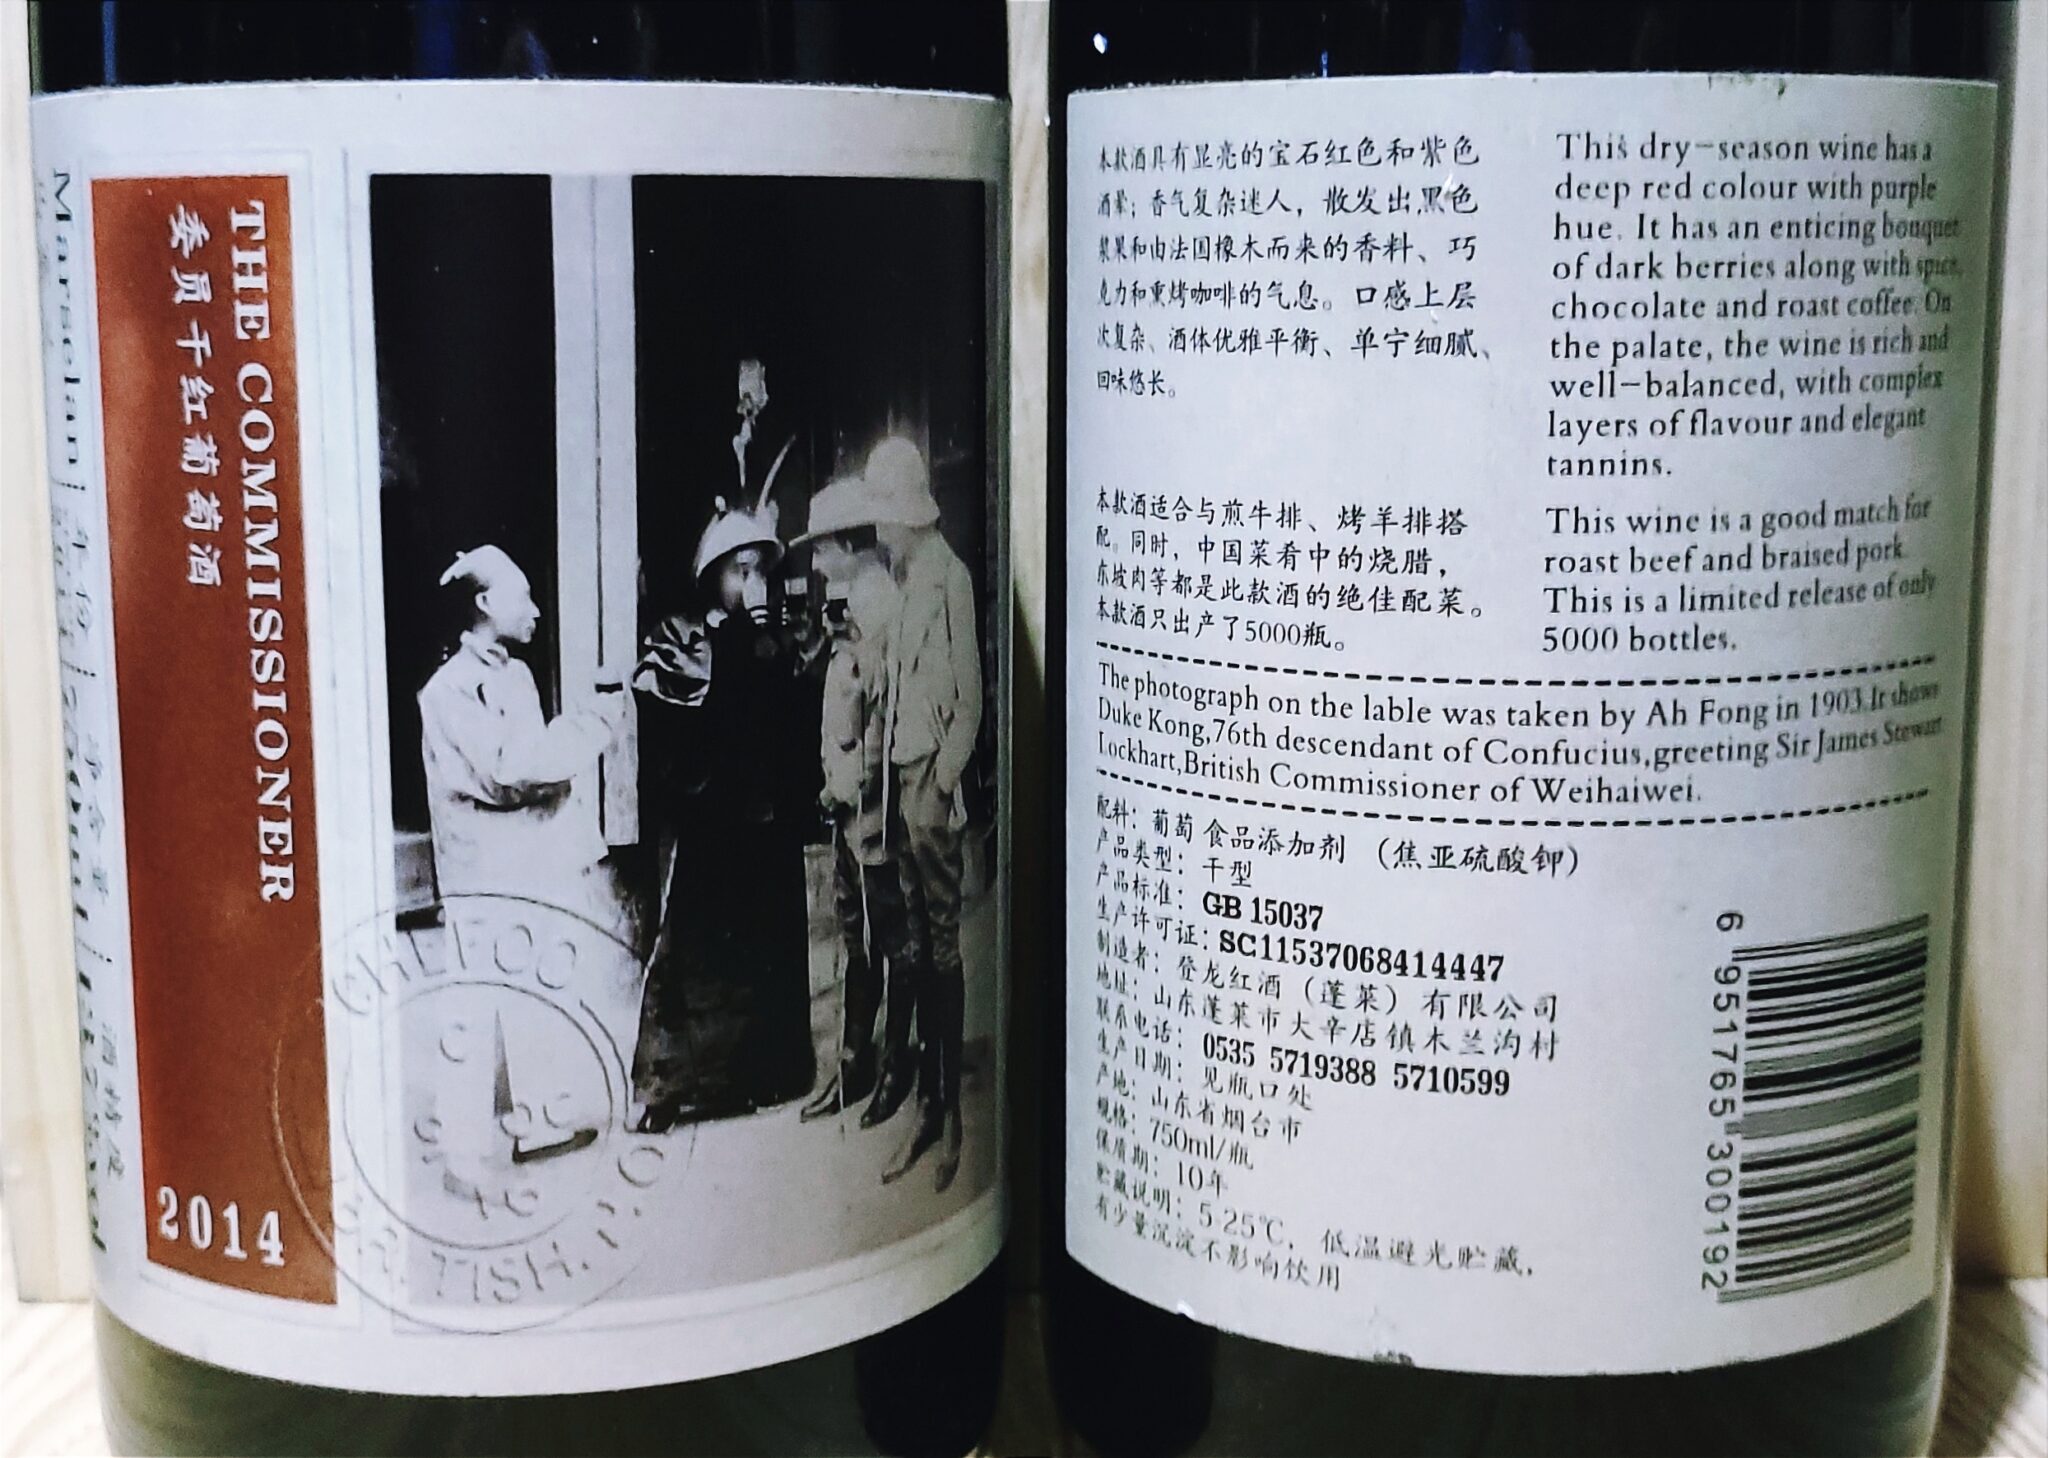 Marselan
年份
酒精度
THE COMMISSIONER
委员干红葡萄酒
2014
本款酒具有显亮的宝石红色和紫色
酒晕；香气复杂迷人，散发出黑色
浆果和由法国橡木而来的香料、巧
克力和熏烤咖啡的气息。口感上层
次复杂、酒体优雅平衡、单宁细腻、
回味悠长。
本款酒适合与煎牛排、烤羊排搭
配。同时，中国菜肴中的烧腊，
东坡肉等都是此款酒的绝佳配菜。
本款酒只出产了5000瓶。
This dry-season wine has a
deep red colour with purple
hue. It has an enticing bouquet
of dark berries along with spice,
chocolate and roast coffee. On
the palate, the wine is rich and
well-balanced, with complex
layers of flavour and elegant
tannins.
This wine is a good match for
roast beef and braised pork.
This is a limited release of only
5000 bottles.
The photograph on the lable was taken by Ah Fong in 1903.It shows
Duke Kong,76th descendant of Confucius,greeting Sir James Stewart
Lockhart,British Commissioner of Weihaiwei.
配料：葡萄 食品添加剂（焦亚硫酸钾）
产品类型：干型
产品标准：GB 15037
生产许可证：SC11537068414447
制造者：登龙红酒（蓬莱）有限公司
地址：山东蓬莱市大辛店镇木兰沟村
联系电话：0535 5719388 5710599
生产日期：见瓶口处
产地：山东省烟台市
规格：750ml/瓶
保质期：10年
贮藏说明：5-25℃，低温避光贮藏，
有少量沉淀不影响饮用
6 951765 300192